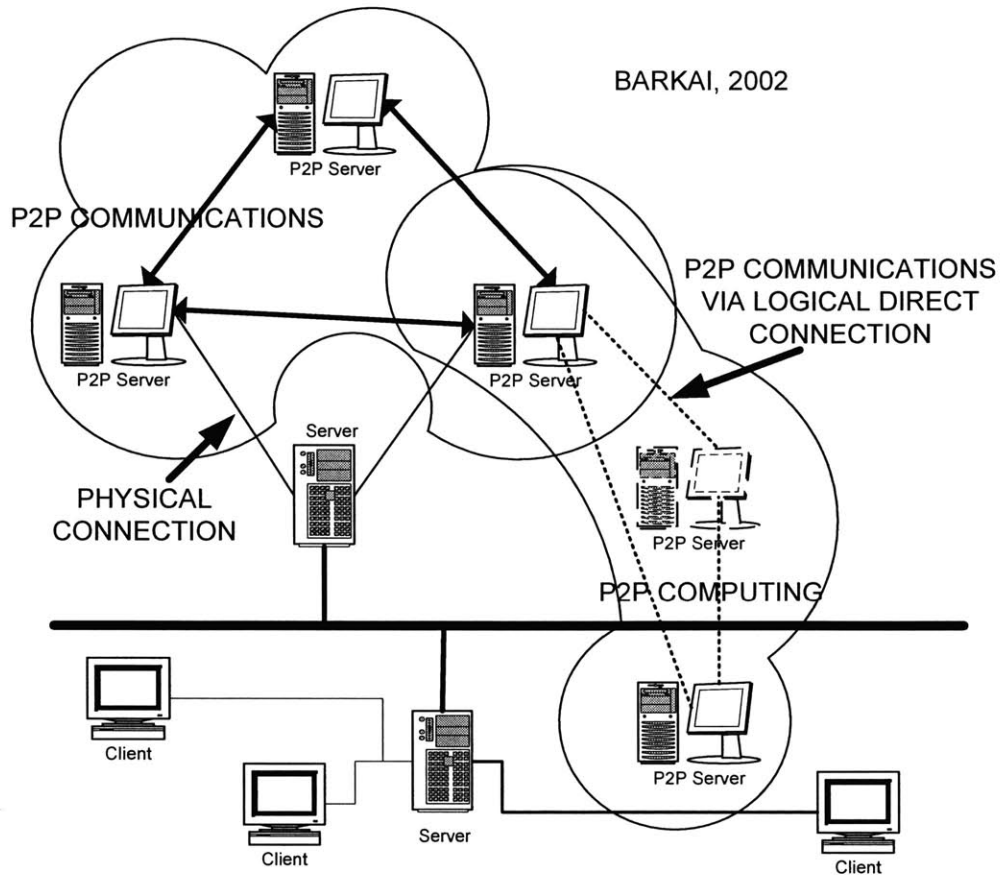 BARKAI, 2002
P2P Server
P2P COMMUNICATIONS
P2P COMMUNICATIONS
VIA LOGICAL DIRECT
CONNECTION
P2P Server
P2P Server
Server
PHYSICAL
CONNECTION
P2P Server
P2P COMPUTING
Client
P2P Server
Client
Server
Client